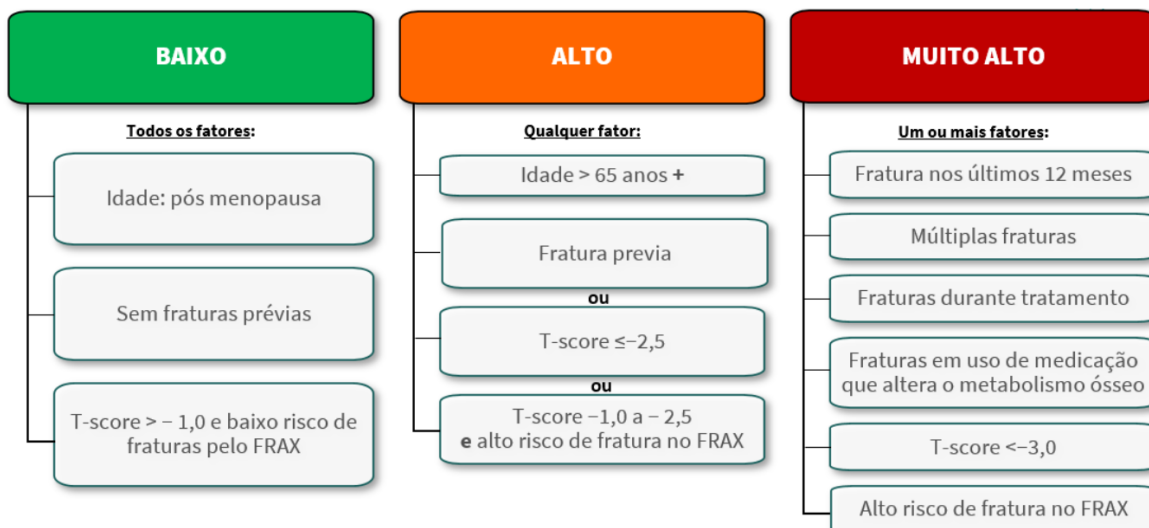 BAIXO
Todos os fatores:
Idade: pós menopausa
Sem fraturas prévias
T-score > – 1,0 e baixo risco de
fraturas pelo FRAX
ALTO
Qualquer fator:
Idade > 65 anos +
Fratura previa
ou
T-score ≤−2,5
ou
T-score −1,0 a – 2,5
e alto risco de fratura no FRAX
MUITO ALTO
Um ou mais fatores:
Fratura nos últimos 12 meses
Múltiplas fraturas
Fraturas durante tratamento
Fraturas em uso de medicação
que altera o metabolismo ósseo
T-score <−3,0
Alto risco de fratura no FRAX